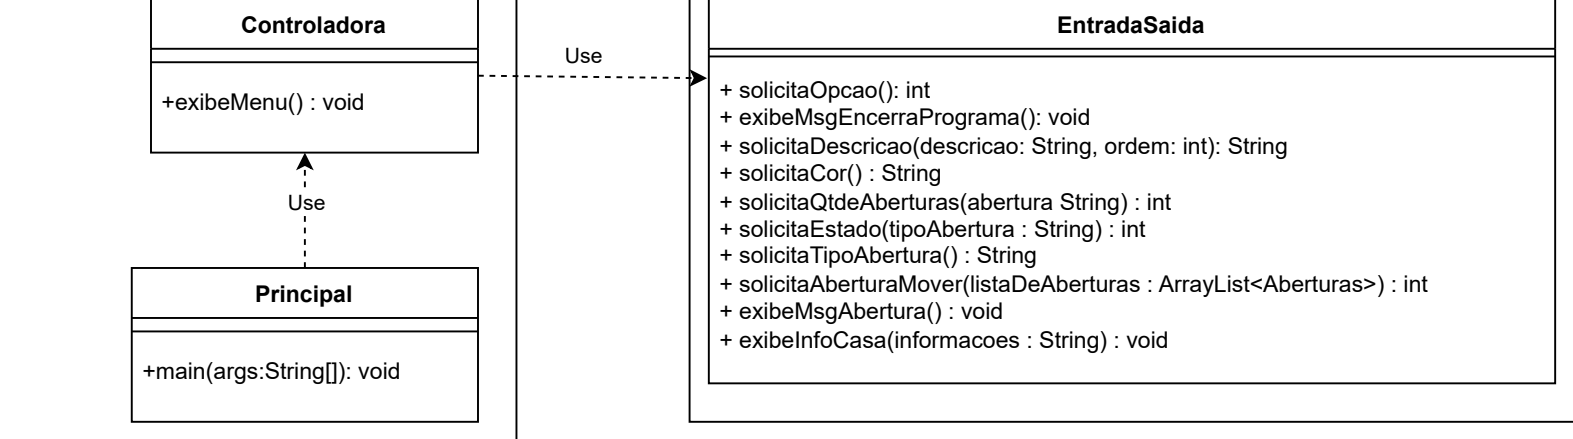 Controladora
+exibeMenu() : void
Use
Principal
+main(args:String[]): void
Use
EntradaSaida
+ solicitaOpcao(): int
+ exibeMsgEncerraPrograma(): void
+ solicitaDescricao(descricao: String, ordem: int): String
+ solicitaCor() : String
+ solicitaQtdeAberturas(abertura String) : int
+ solicitaEstado(tipoAbertura : String) : int
+ solicitaTipoAbertura() : String
+ solicitaAberturaMover(listaDeAberturas : ArrayList<Aberturas>) : int
+ exibeMsgAbertura() : void
+ exibeInfoCasa(informacoes : String) : void